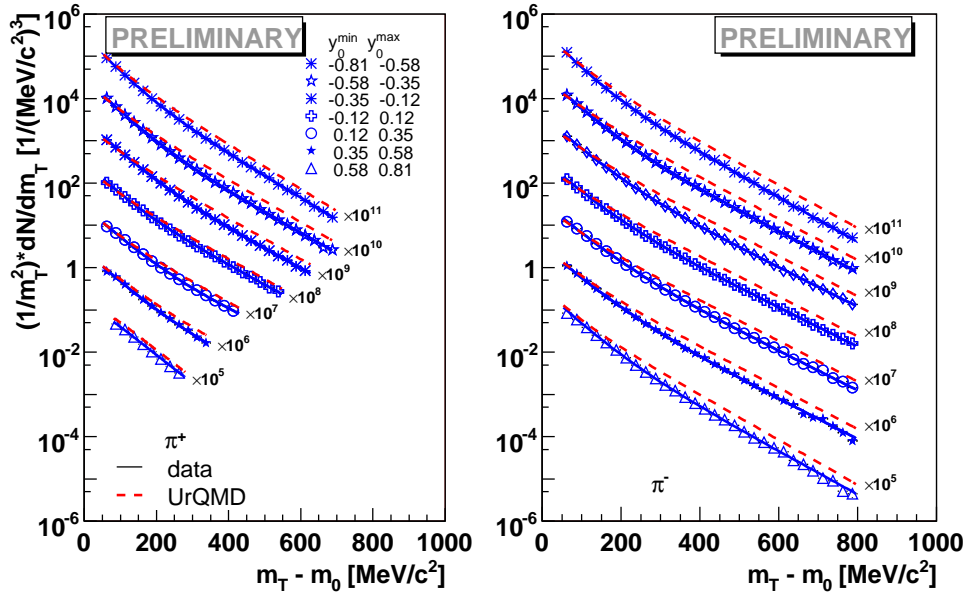 (1/m_T^2)*dN/dm_T [1/(MeV/c^2)^3]
10^6
10^4
10^2
1
10^-2
10^-4
10^-6
PRELIMINARY
y_0^min y_0^max
-0.81 -0.58
-0.58 -0.35
-0.35 -0.12
-0.12 0.12
0.12 0.35
0.35 0.58
0.58 0.81
×10^11
×10^10
×10^9
×10^8
×10^7
×10^6
×10^5
π^+
data
UrQMD
0 200 400 600 800 1000
m_T - m_0 [MeV/c^2]
10^6
10^4
10^2
1
10^-2
10^-4
10^-6
PRELIMINARY
×10^11
×10^10
×10^9
×10^8
×10^7
×10^6
×10^5
π^-
0 200 400 600 800 1000
m_T - m_0 [MeV/c^2]